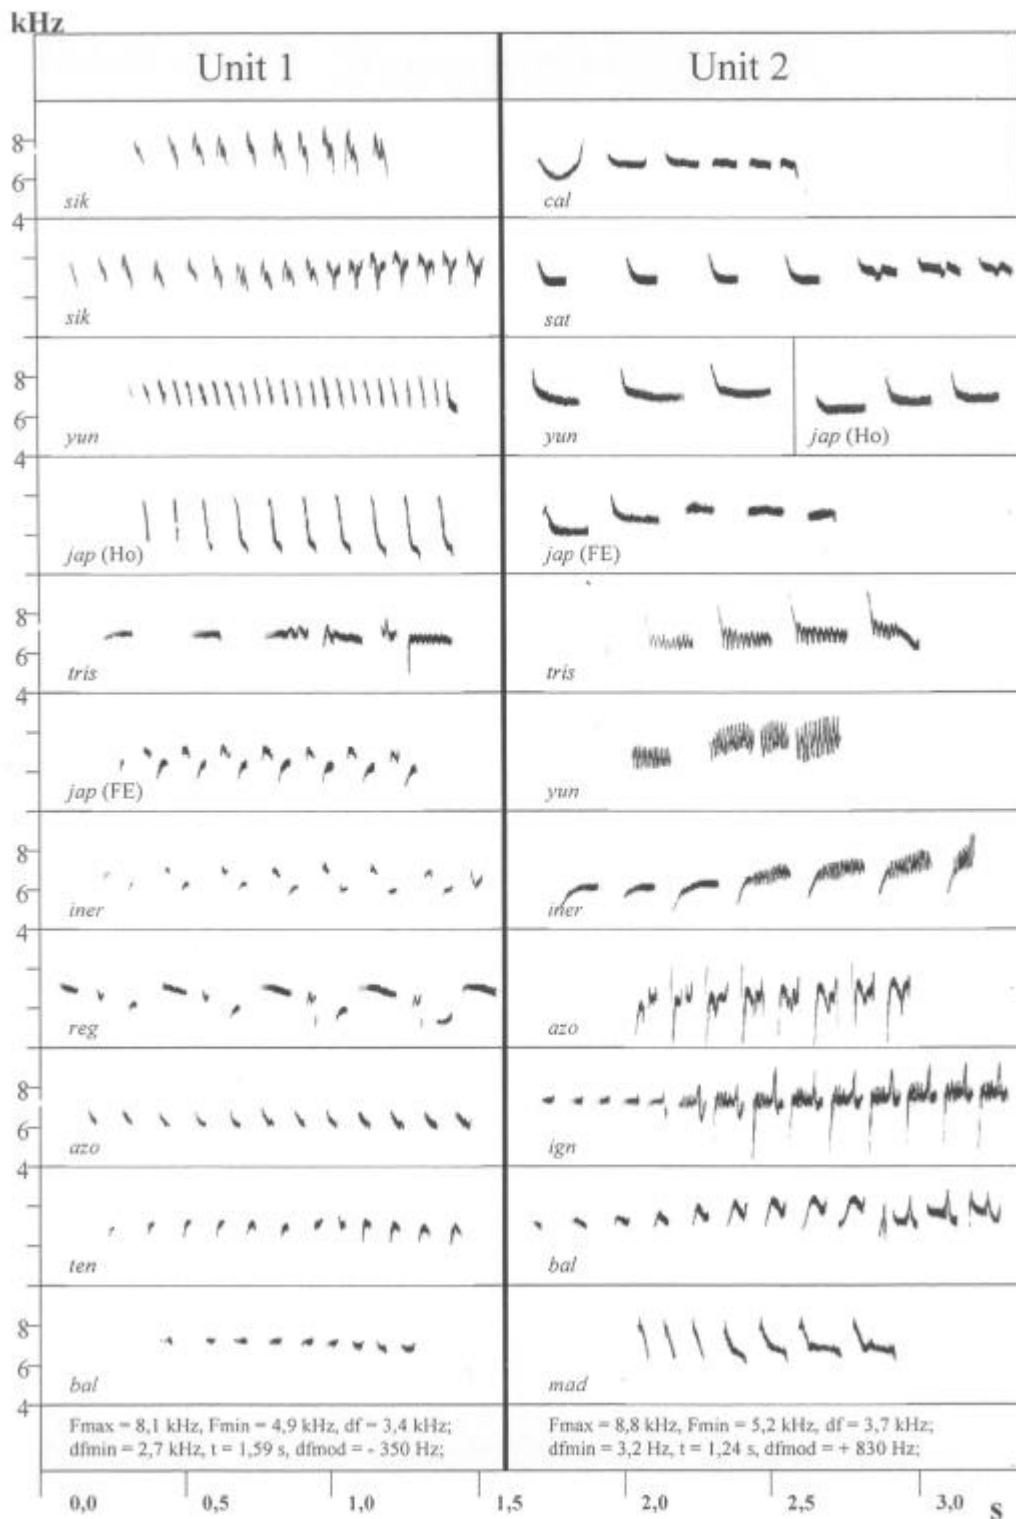 kHz
Unit 1 Unit 2
8
6
sik cal
4
sik sat
8
6
yun yun jap (Ho)
4
jap (Ho) jap (FE)
8
6
tris tris
4
jap (FE) yun
8
6
iner iner
4
reg azo
8
6
azo ign
4
ten bal
8
6
bal mad
4
Fmax = 8,1 kHz, Fmin = 4,9 kHz, df = 3,4 kHz; Fmax = 8,8 kHz, Fmin = 5,2 kHz, df = 3,7 kHz;
dfmin = 2,7 kHz, t = 1,59 s, dfmod = - 350 Hz; dfmin = 3,2 Hz, t = 1,24 s, dfmod = + 830 Hz;
0,0 0,5 1,0 1,5 2,0 2,5 3,0 s